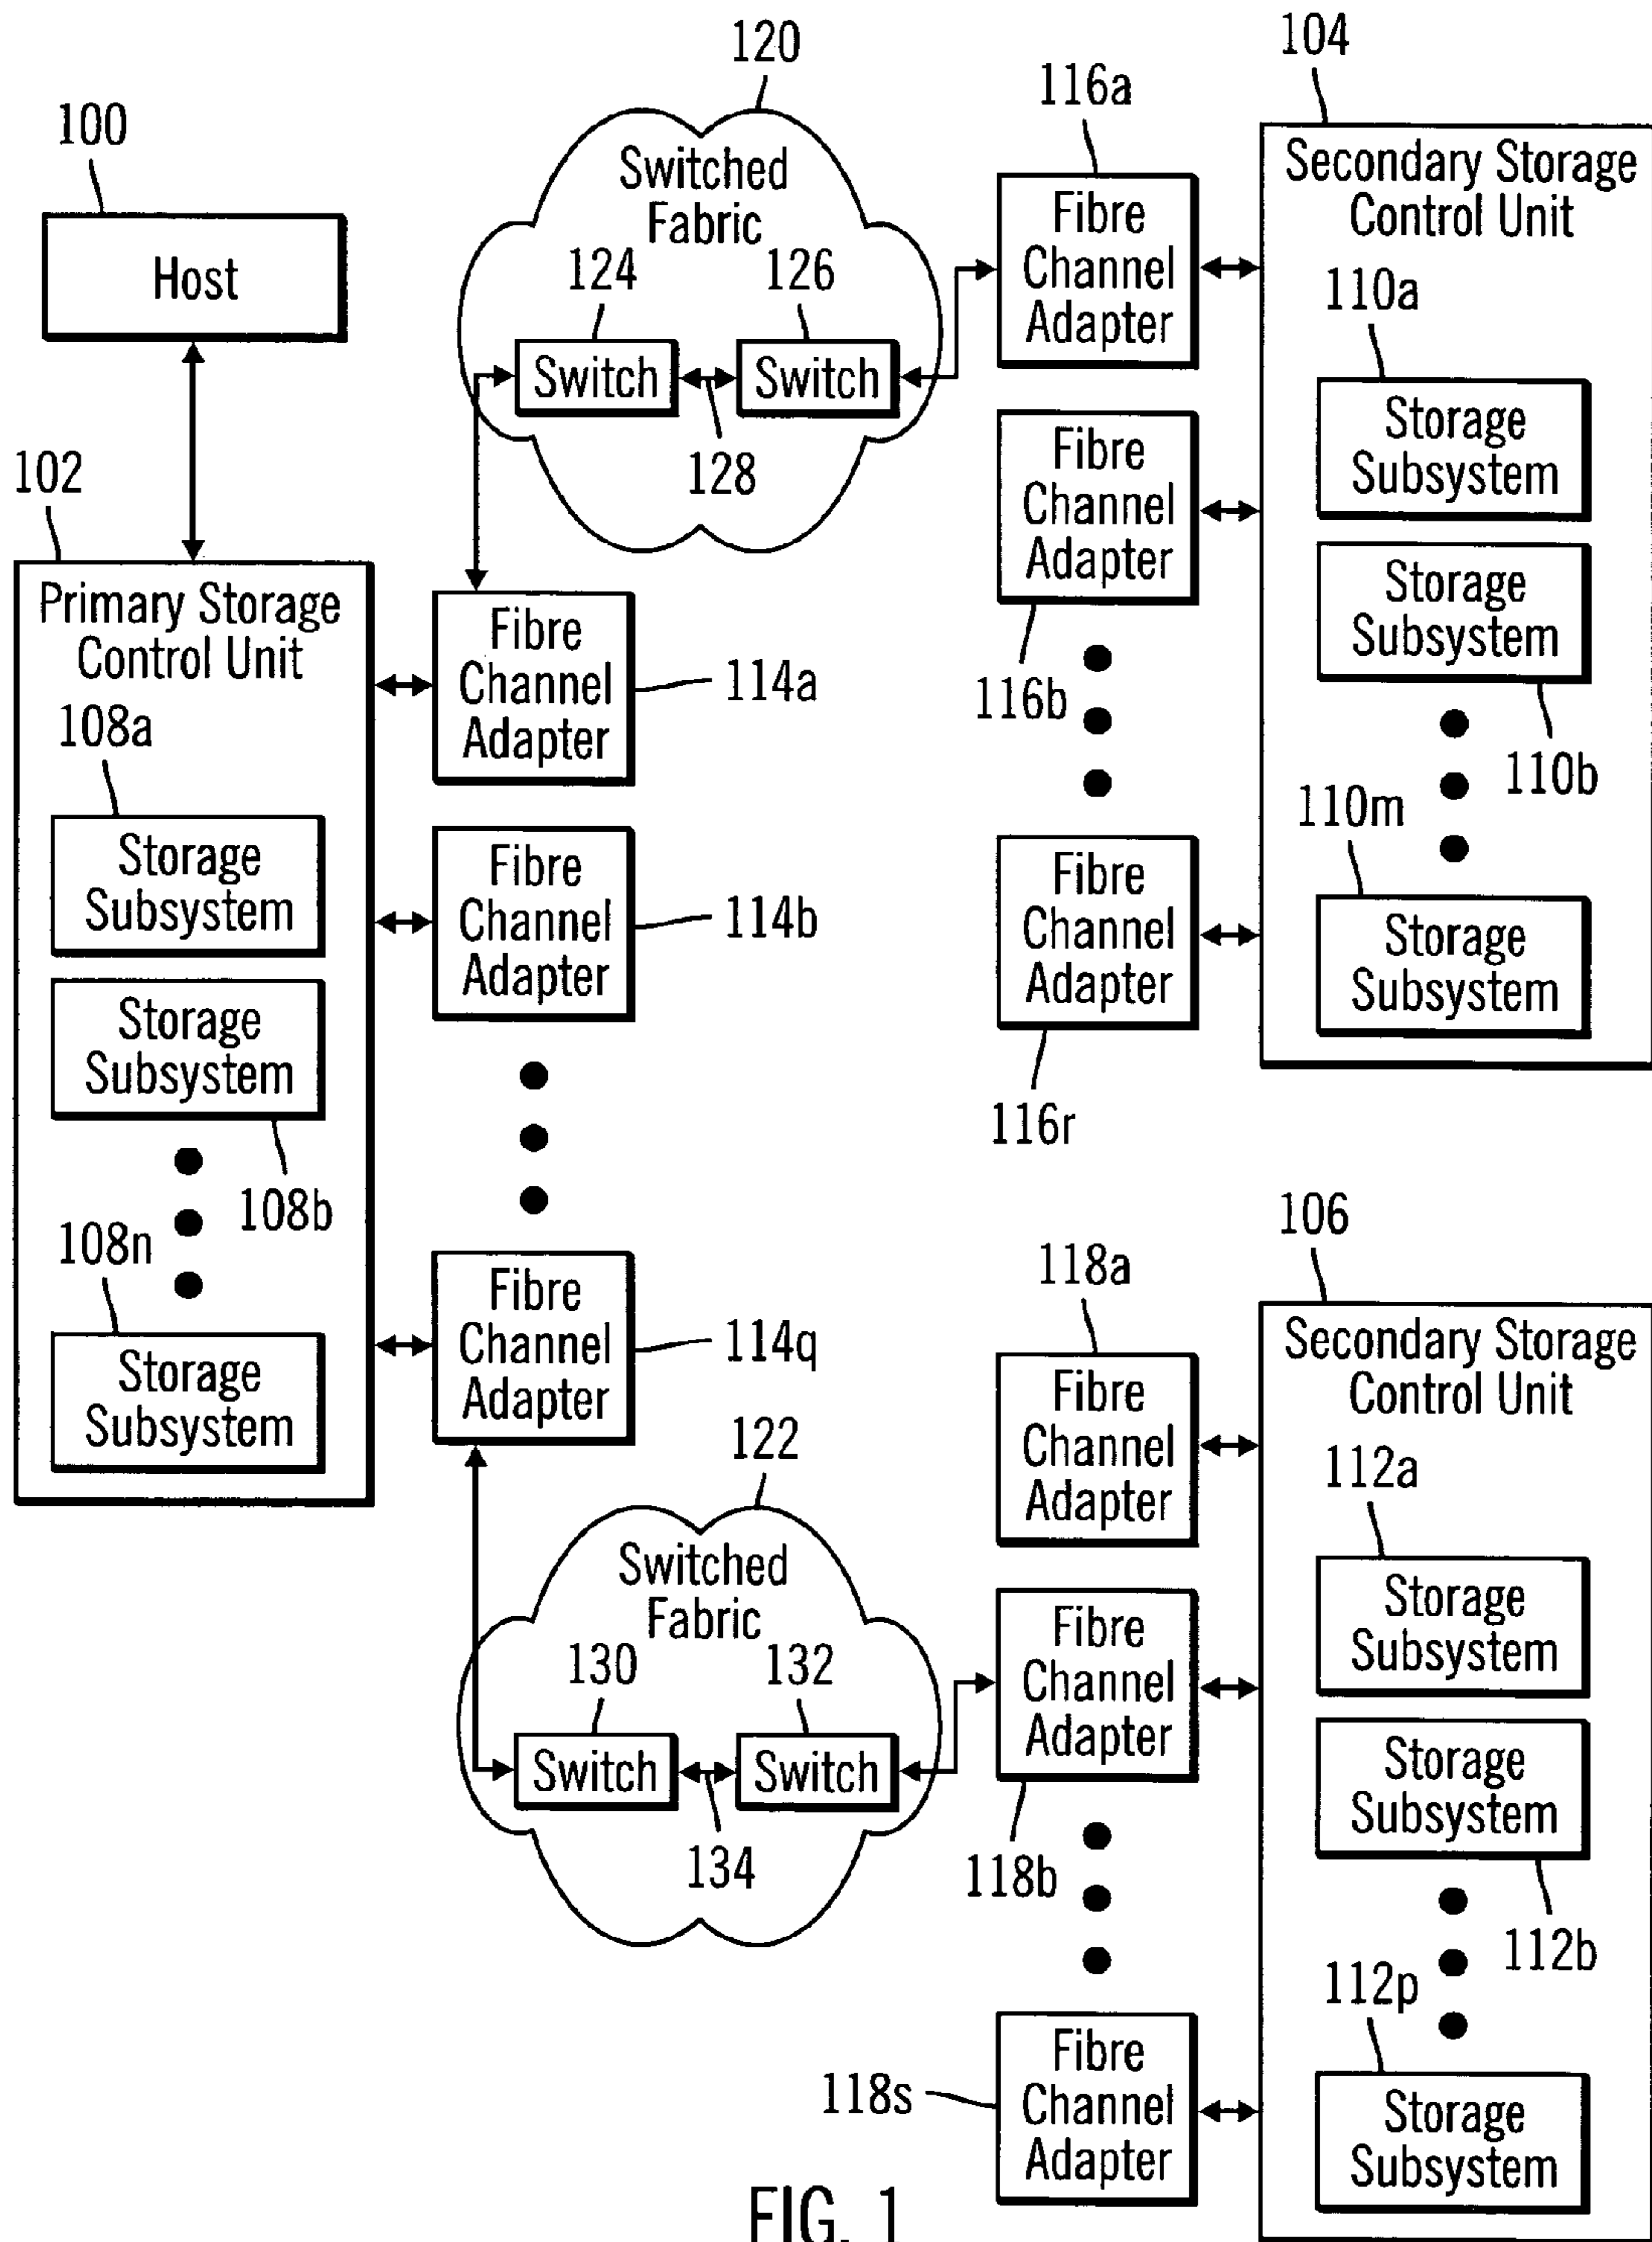 120
104
116a
100
Switched
Fabric
Fibre
Channel
Adapter
Secondary Storage
Control Unit
Host
124
126
110a
Switch
Switch
Storage
Subsystem
128
Fibre
Channel
Adapter
102
Storage
Subsystem
Primary Storage
Control Unit
Fibre
Channel
Adapter
114a
116b
108a
110b
110m
Storage
Subsystem
Fibre
Channel
Adapter
114b
Fibre
Channel
Adapter
Storage
Subsystem
Storage
Subsystem
116r
108b
106
108n
118a
Fibre
Channel
Adapter
114q
Secondary Storage
Control Unit
Storage
Subsystem
Fibre
Channel
Adapter
122
112a
Switched
Fabric
Storage
Subsystem
130
132
Fibre
Channel
Adapter
Switch
Switch
Storage
Subsystem
134
118b
112b
112p
118s
Fibre
Channel
Adapter
Storage
Subsystem
FIG. 1